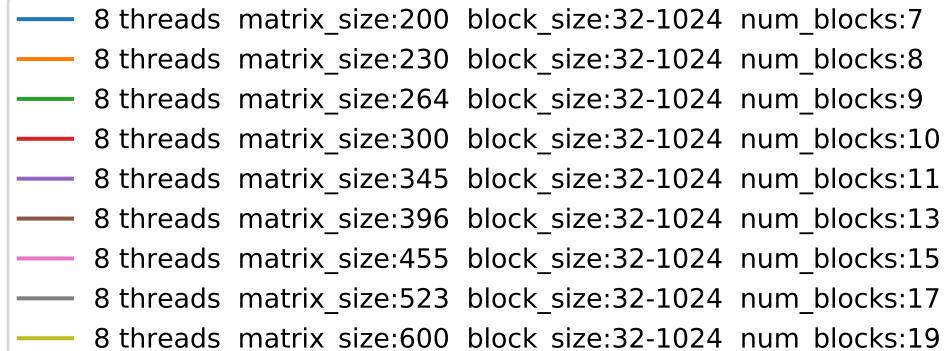 8 threads matrix_size:200 block_size:32-1024 num_blocks:7
8 threads matrix_size:230 block_size:32-1024 num_blocks:8
8 threads matrix_size:264 block_size:32-1024 num_blocks:9
8 threads matrix_size:300 block_size:32-1024 num_blocks:10
8 threads matrix_size:345 block_size:32-1024 num_blocks:11
8 threads matrix_size:396 block_size:32-1024 num_blocks:13
8 threads matrix_size:455 block_size:32-1024 num_blocks:15
8 threads matrix_size:523 block_size:32-1024 num_blocks:17
8 threads matrix_size:600 block_size:32-1024 num_blocks:19